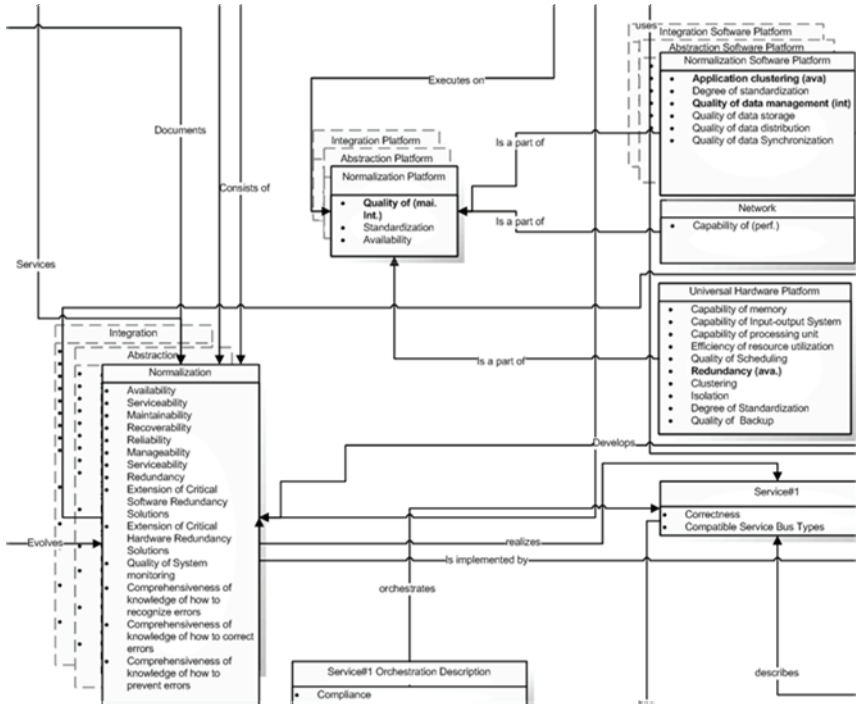 uses
Integration Software Platform
Abstraction Software Platform
Normalization Software Platform
• Application clustering (ava)
• Degree of standardization
• Quality of data management (int)
• Quality of data storage
• Quality of data distribution
• Quality of data Synchronization
Executes on
Documents
Integration Platform
Abstraction Platform
Normalization Platform
• Quality of (mai.
Int.)
• Standardization
• Availability
Is a part of
Consists of
Network
• Capability of (perf.)
Is a part of
Services
Universal Hardware Platform
• Capability of memory
• Capability of Input-output System
• Capability of processing unit
• Efficiency of resource utilization
• Quality of Scheduling
• Redundancy (ava.)
• Clustering
• Isolation
• Degree of Standardization
• Quality of Backup
Is a part of
Integration
Abstraction
Normalization
• Availability
• Serviceability
• Maintainability
• Recoverability
• Reliability
• Manageability
• Serviceability
• Redundancy
• Extension of Critical
Software Redundancy
Solutions
• Extension of Critical
Hardware Redundancy
Solutions
• Quality of System
monitoring
• Comprehensiveness of
knowledge of how to
recognize errors
• Comprehensiveness of
knowledge of how to correct
errors
• Comprehensiveness of
knowledge of how to
prevent errors
Develops
Service#1
• Correctness
• Compatible Service Bus Types
Evolves
realizes
Is implemented by
orchestrates
Service#1 Orchestration Description
• Compliance
describes